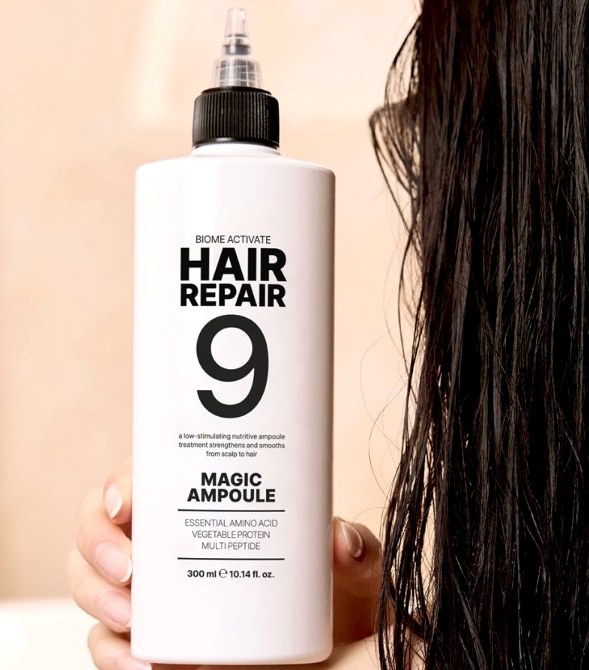 BIOME ACTIVATE
HAIR
REPAIR
9
a low-stimulating nutritive ampoule
treatment strengthens and smooths
from scalp to hair
MAGIC
AMPOULE
ESSENTIAL AMINO ACID
VEGETABLE PROTEIN
MULTI PEPTIDE
300 ml ℮ 10.14 fl. oz.